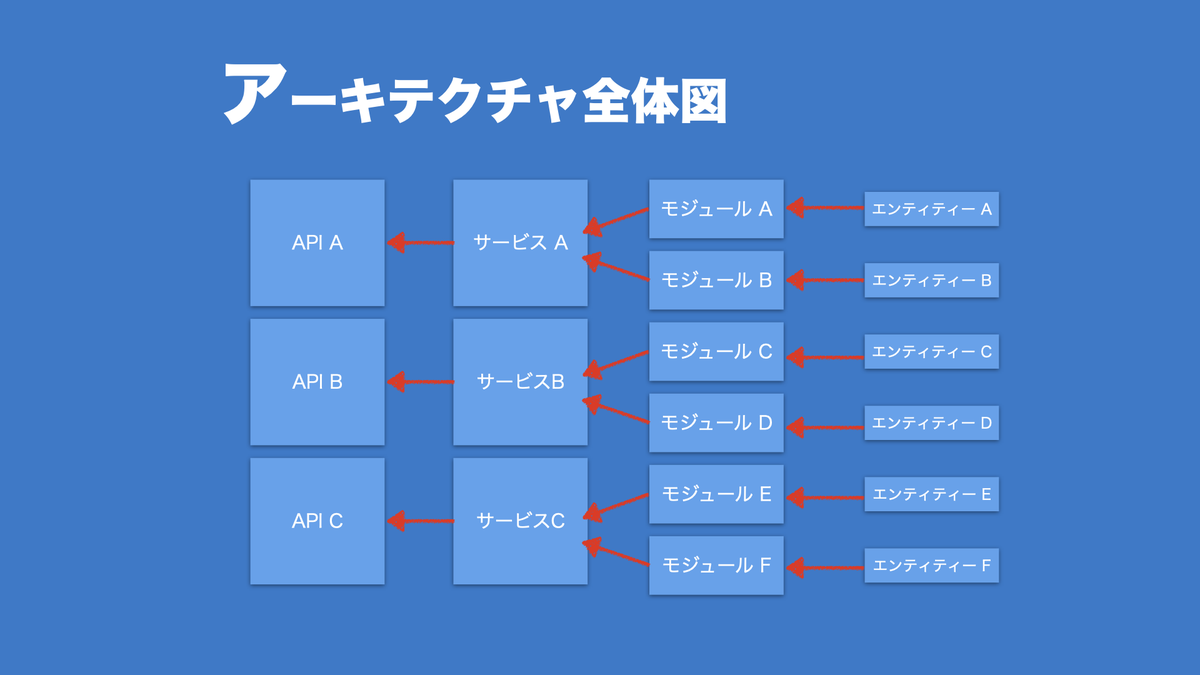 アーキテクチャ全体図
API A
サービス A
モジュール A
エンティティー A
モジュール B
エンティティー B
API B
サービスB
モジュール C
エンティティー C
モジュール D
エンティティー D
API C
サービスC
モジュール E
エンティティー E
モジュール F
エンティティー F